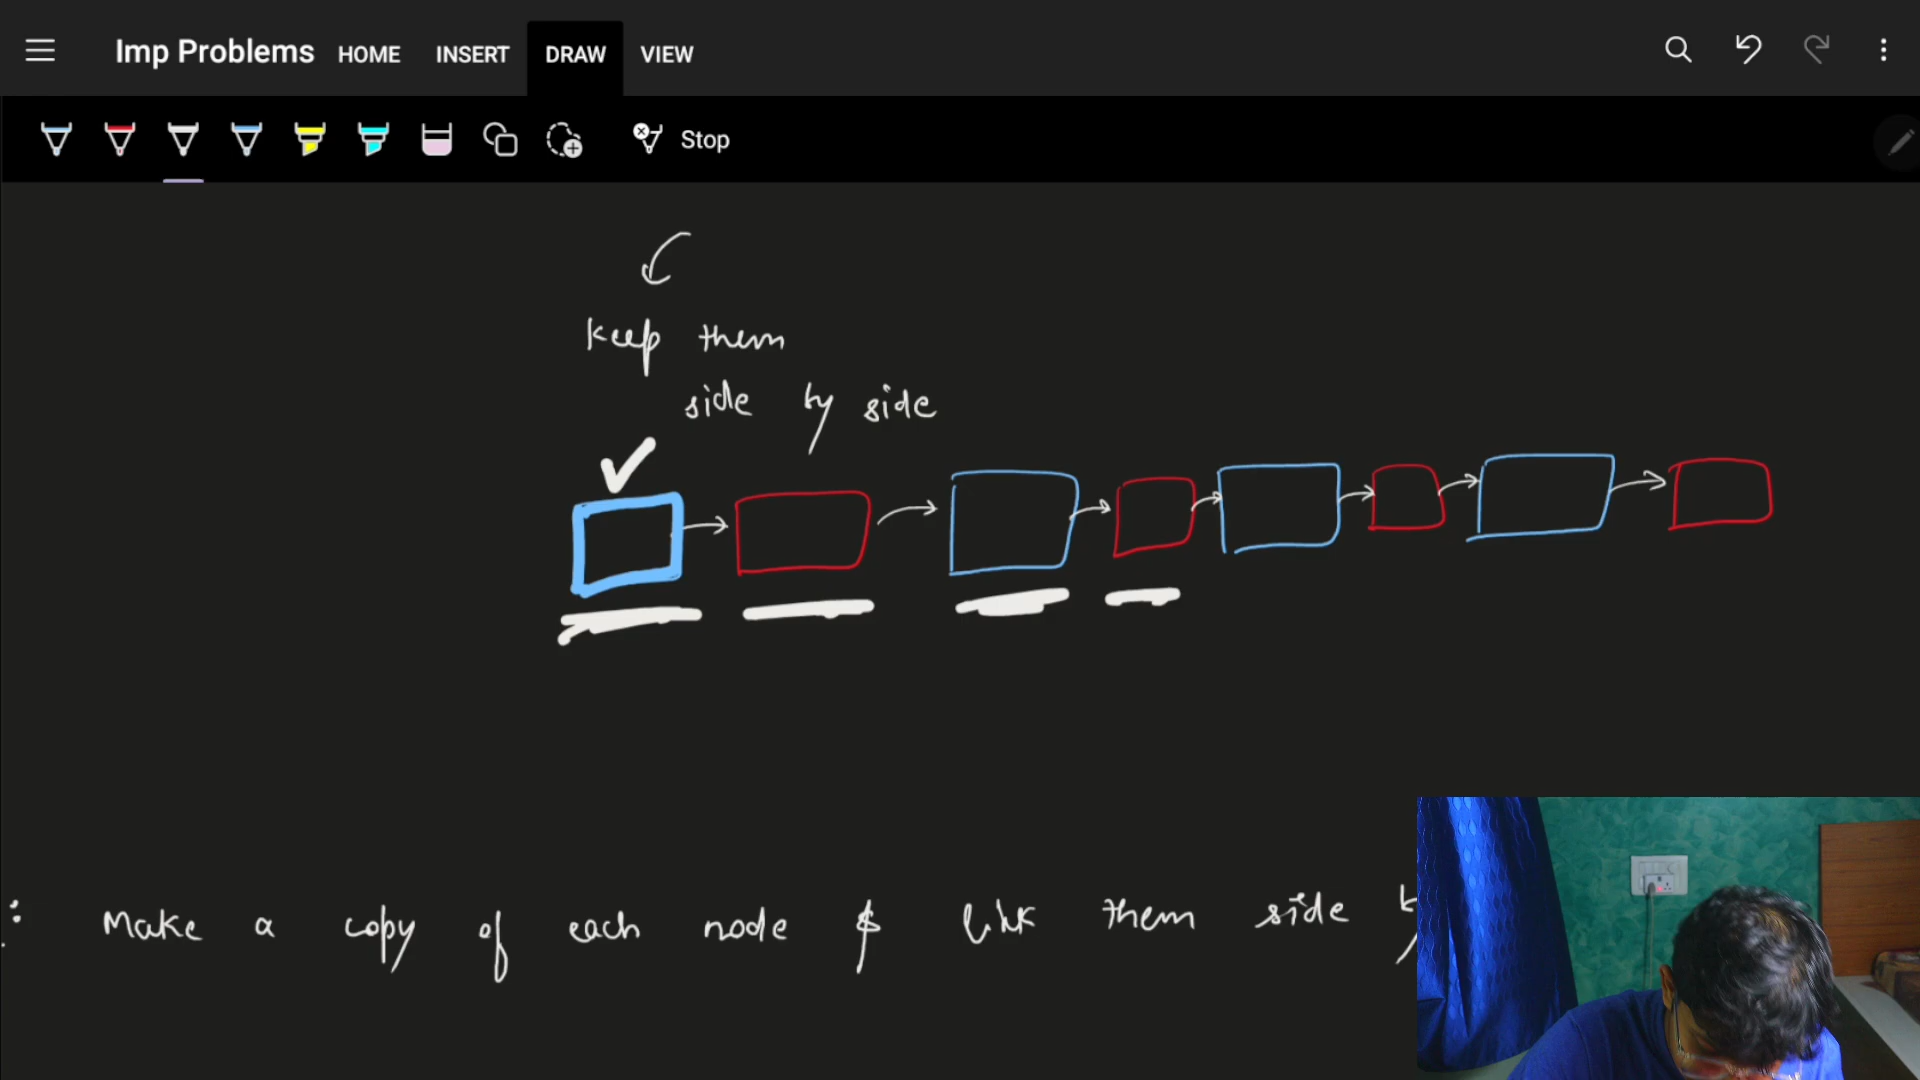 Imp Problems HOME INSERT DRAW VIEW
Stop
keep them
side by side
: Make a copy of each node & link them side